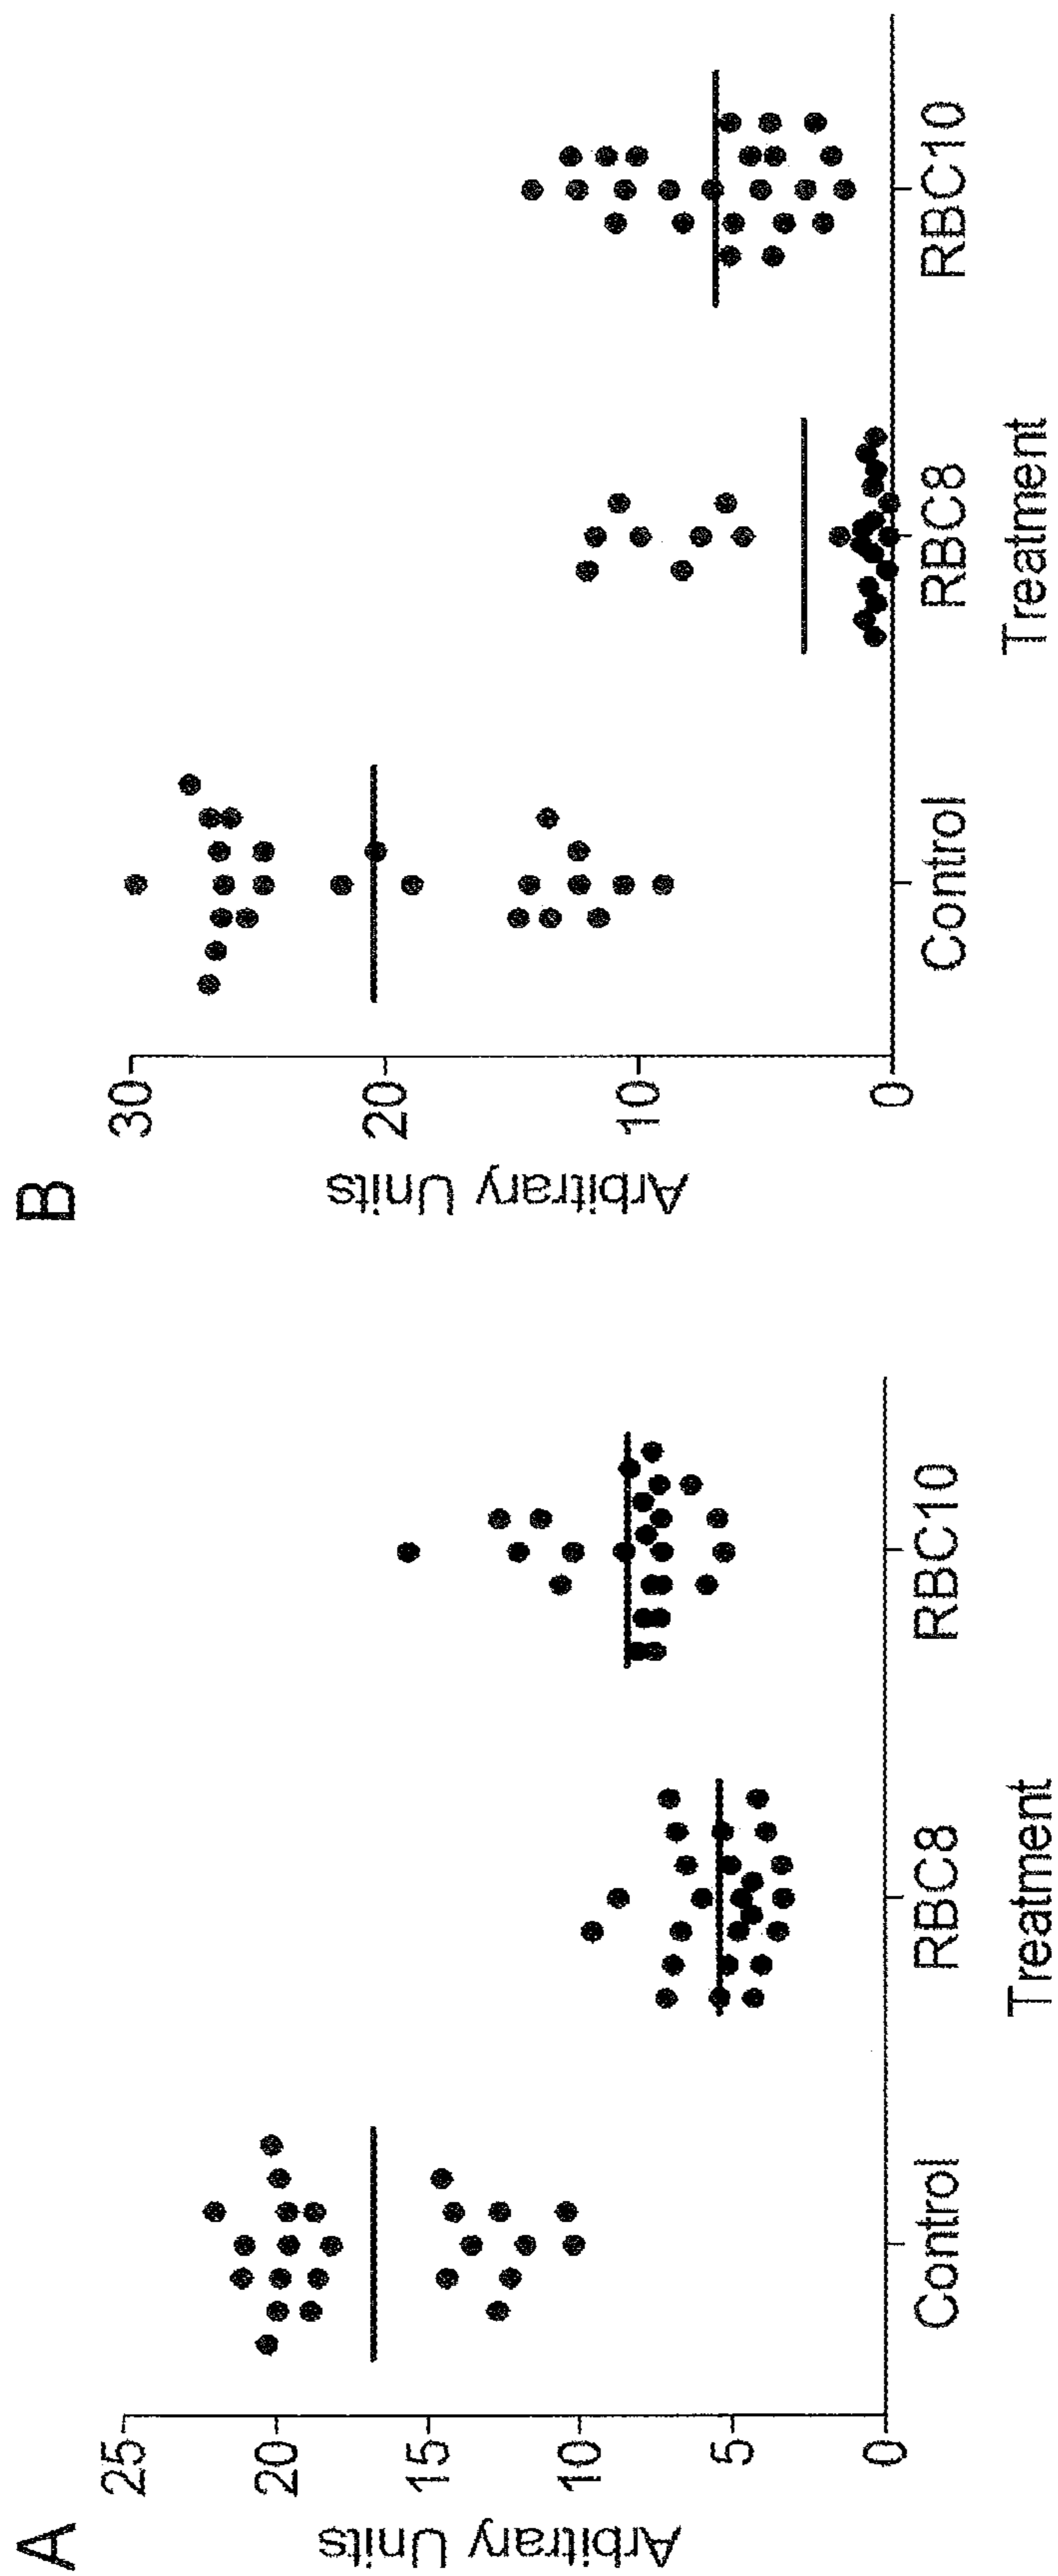 A
Arbitrary Units
25
20
15
10
5
0
Control
RBC8
RBC10
Treatment
B
Arbitrary Units
30
20
10
0
Control
RBC8
RBC10
Treatment